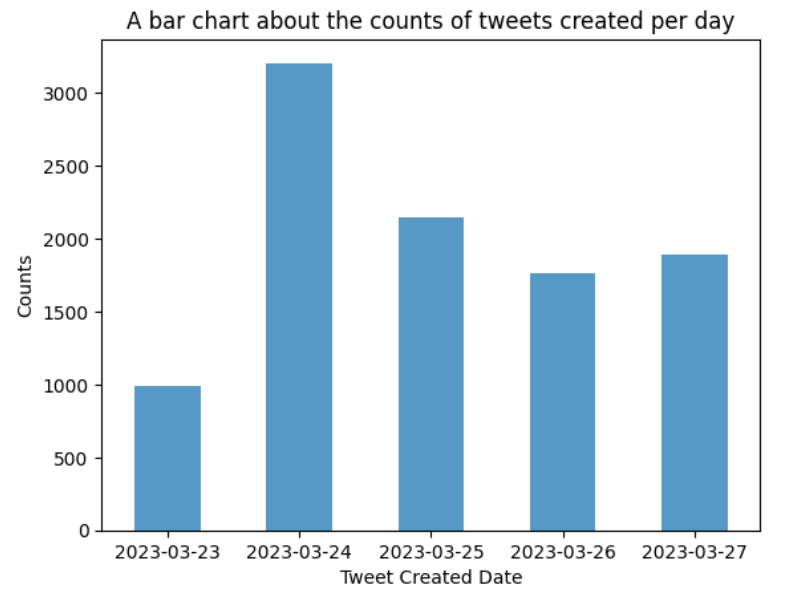 A bar chart about the counts of tweets created per day
3000
2500
2000
1500
1000
500
0
Counts
2023-03-23 2023-03-24 2023-03-25 2023-03-26 2023-03-27
Tweet Created Date